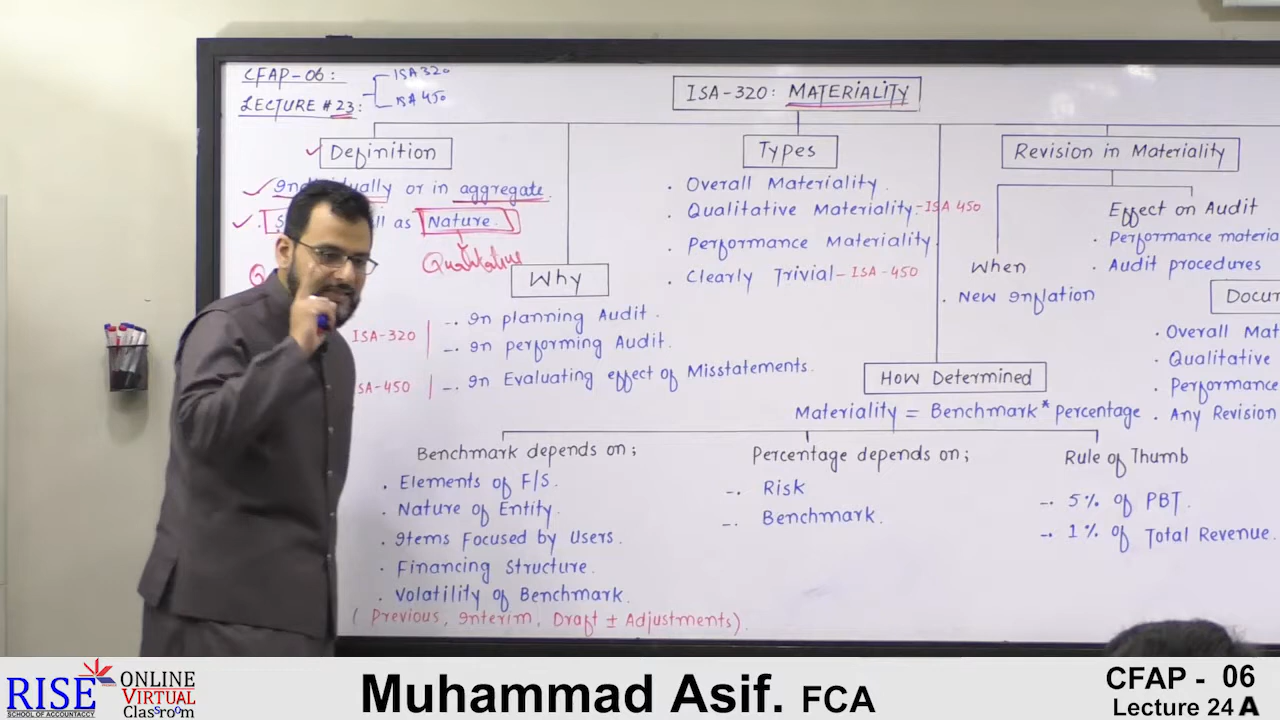 CFAP-06:
LECTURE # 23:
ISA 320
ISA 450
ISA-320: MATERIALITY
Definition
Individually or in aggregate
as Nature.
Qualitative
Why
ISA-320
-. In planning Audit.
-. In performing Audit.
SA-450
-. In Evaluating effect of Misstatements.
Types
. Overall Materiality.
. Qualitative Materiality. -ISA 450
. Performance Materiality
. Clearly Trivial - ISA-450
Revision in Materiality
When
. New Inflation
Effect on Audit
. Performance materia
. Audit procedures
Docu
. Overall Mat
. Qualitative
. Performance
. Any Revision
How Determined
Materiality = Benchmark * percentage
Benchmark depends on;
. Elements of F/S.
. Nature of Entity.
. Items Focused by Users.
. Financing Structure.
. Volatility of Benchmark.
( Previous, Interim, Draft ± Adjustments).
Percentage depends on;
-. Risk
-. Benchmark.
Rule of Thumb
-. 5% of PBT.
-. 1% of Total Revenue.
RISE
SCHOOL OF ACCOUNTACY
ONLINE
VIRTUAL
Classroom
Muhammad Asif. FCA
CFAP - 06
Lecture 24 A